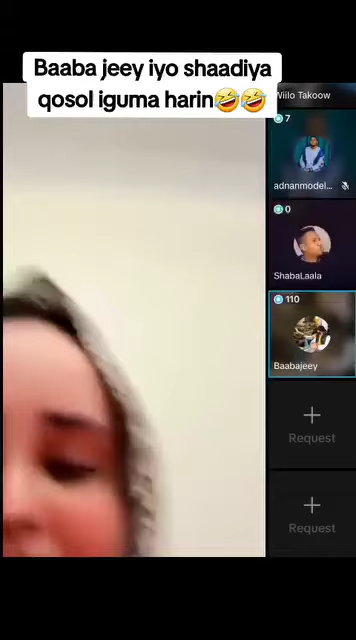 Baaba jeey iyo shaadiya
qosol iguma harin🤣🤣
Wiilo Takoow
7
adnanmodel...
0
ShabaLaala
110
Baabajeey
Request
Request